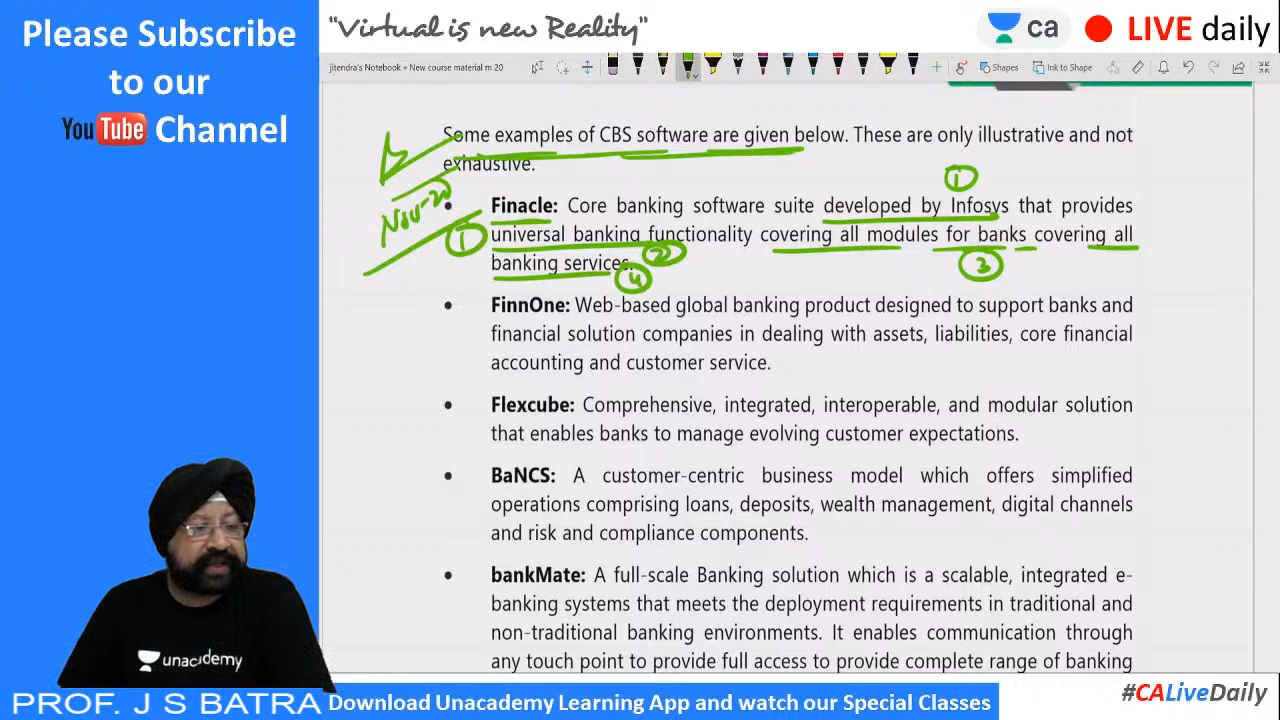 Please Subscribe
to our
YouTube Channel
"Virtual is new Reality"
ca LIVE daily
jitendra's Notebook » New course material m 20
Shapes
Ink to Shape
Some examples of CBS software are given below. These are only illustrative and not
exhaustive.
Nov-20
1
• Finacle: Core banking software suite developed by Infosys that provides
1 universal banking functionality covering all modules for banks covering all
banking services. 2 3
4
• FinnOne: Web-based global banking product designed to support banks and
financial solution companies in dealing with assets, liabilities, core financial
accounting and customer service.
• Flexcube: Comprehensive, integrated, interoperable, and modular solution
that enables banks to manage evolving customer expectations.
• BaNCS: A customer-centric business model which offers simplified
operations comprising loans, deposits, wealth management, digital channels
and risk and compliance components.
• bankMate: A full-scale Banking solution which is a scalable, integrated e-
banking systems that meets the deployment requirements in traditional and
non-traditional banking environments. It enables communication through
any touch point to provide full access to provide complete range of banking
unacademy
PROF. J S BATRA
Download Unacademy Learning App and watch our Special Classes
#CALiveDaily